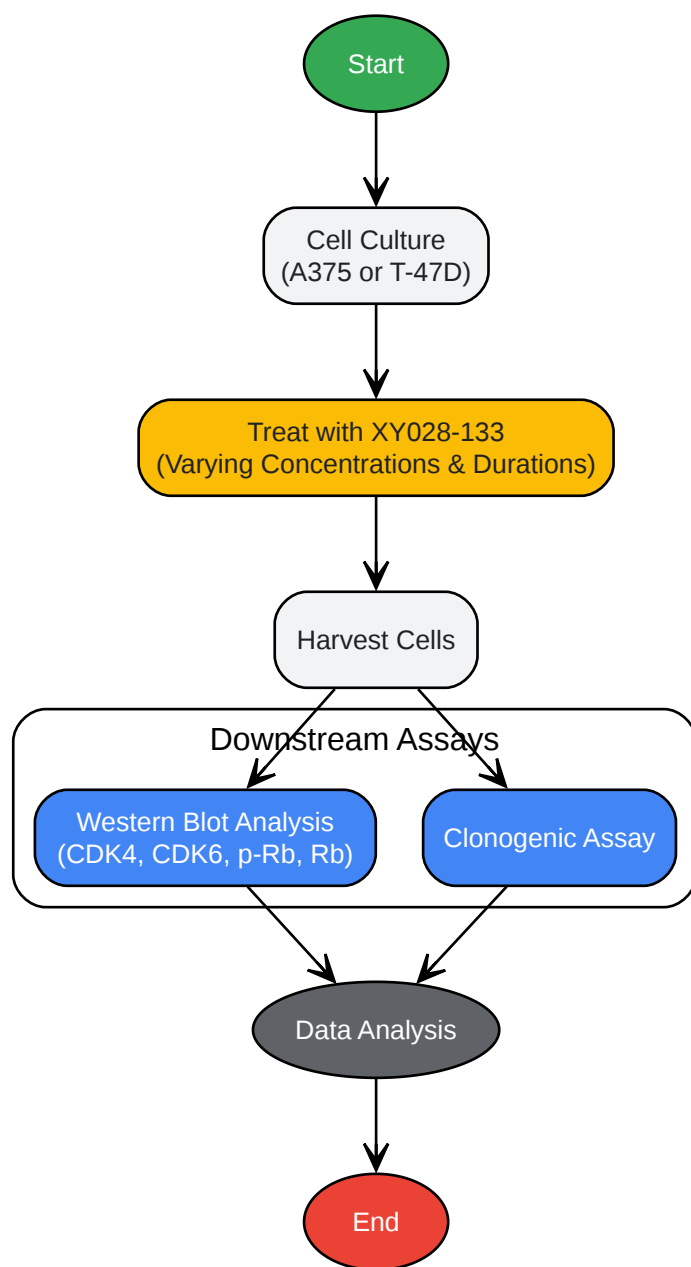 Start
Cell Culture
(A375 or T-47D)
Treat with XY028-133
(Varying Concentrations & Durations)
Harvest Cells
Downstream Assays
Western Blot Analysis
(CDK4, CDK6, p-Rb, Rb)
Clonogenic Assay
Data Analysis
End